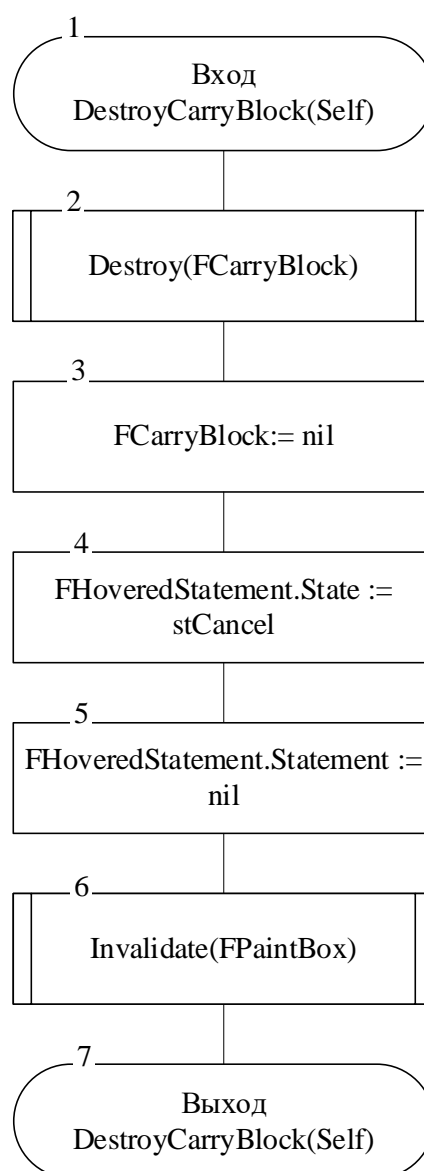 1
Вход
DestroyCarryBlock(Self)
2
Destroy(FCarryBlock)
3
FCarryBlock:= nil
4
FHoveredStatement.State :=
stCancel
5
FHoveredStatement.Statement :=
nil
6
Invalidate(FPaintBox)
7
Выход
DestroyCarryBlock(Self)